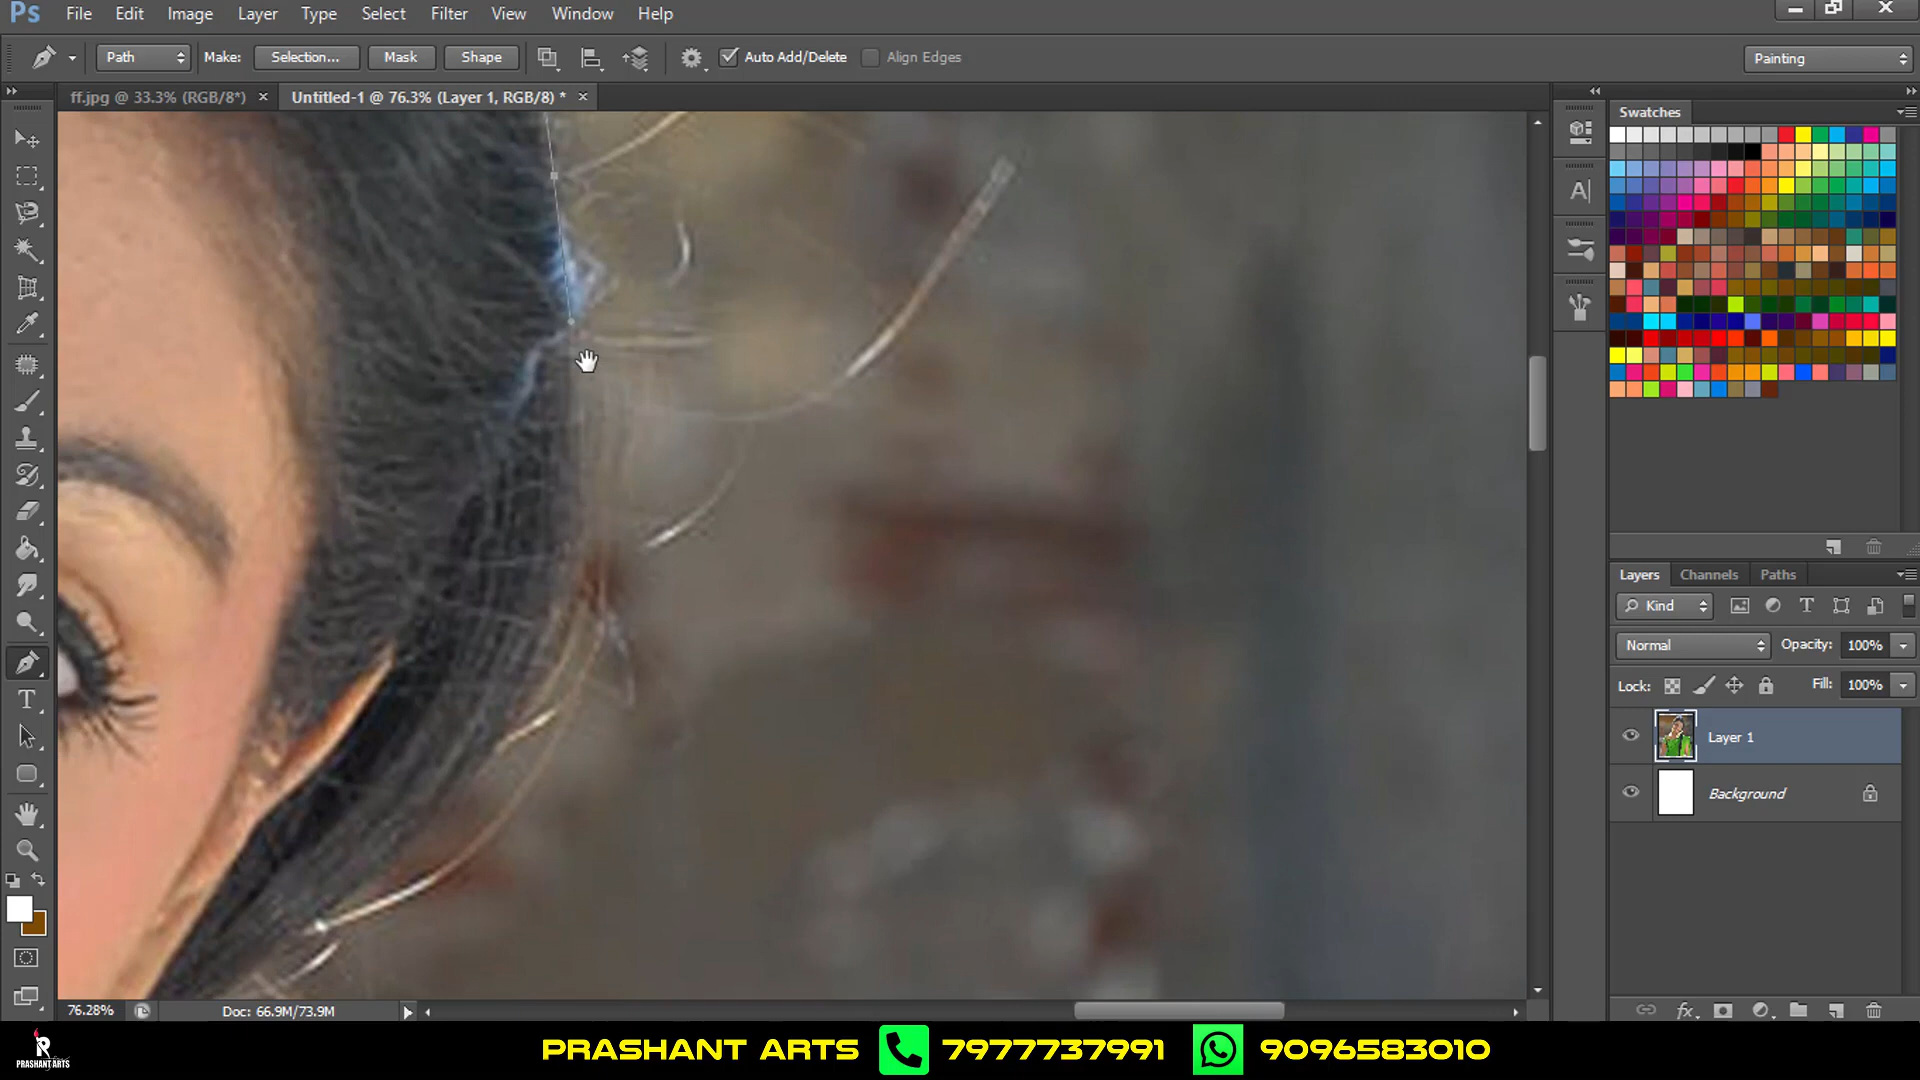 Ps File Edit Image Layer Type Select Filter View Window Help
Path Make: Selection... Mask Shape Auto Add/Delete Align Edges Painting
ff.jpg @ 33.3% (RGB/8*) × Untitled-1 @ 76.3% (Layer 1, RGB/8) * ×
Swatches
Layers Channels Paths
Kind
Normal Opacity: 100%
Lock: Fill: 100%
Layer 1
Background
76.28% Doc: 66.9M/73.9M
PRASHANT ARTS
PRASHANT ARTS 7977737991 9096583010